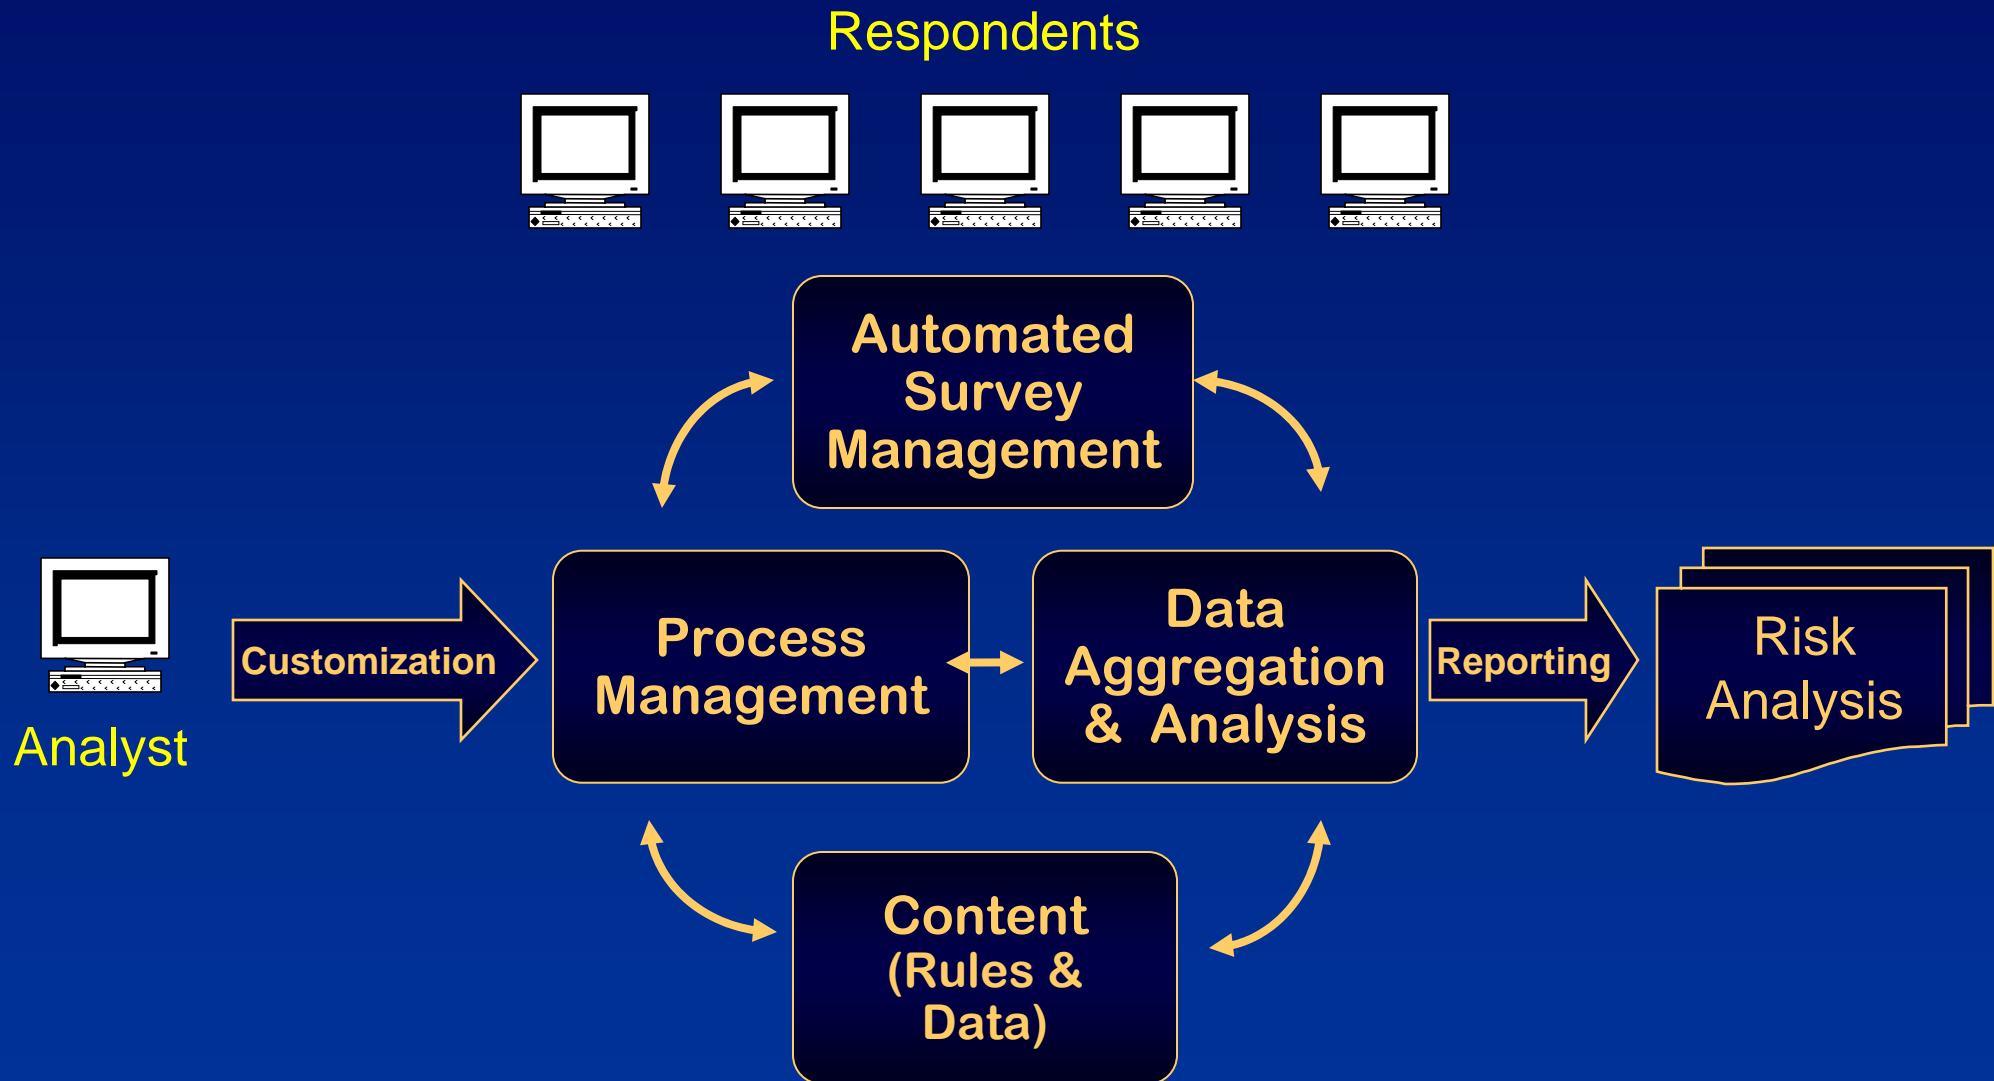 Respondents
Automated
Survey
Management
Customization
Process
Management
Data
Aggregation
& Analysis
Reporting
Risk
Analysis
Analyst
Content
(Rules &
Data)